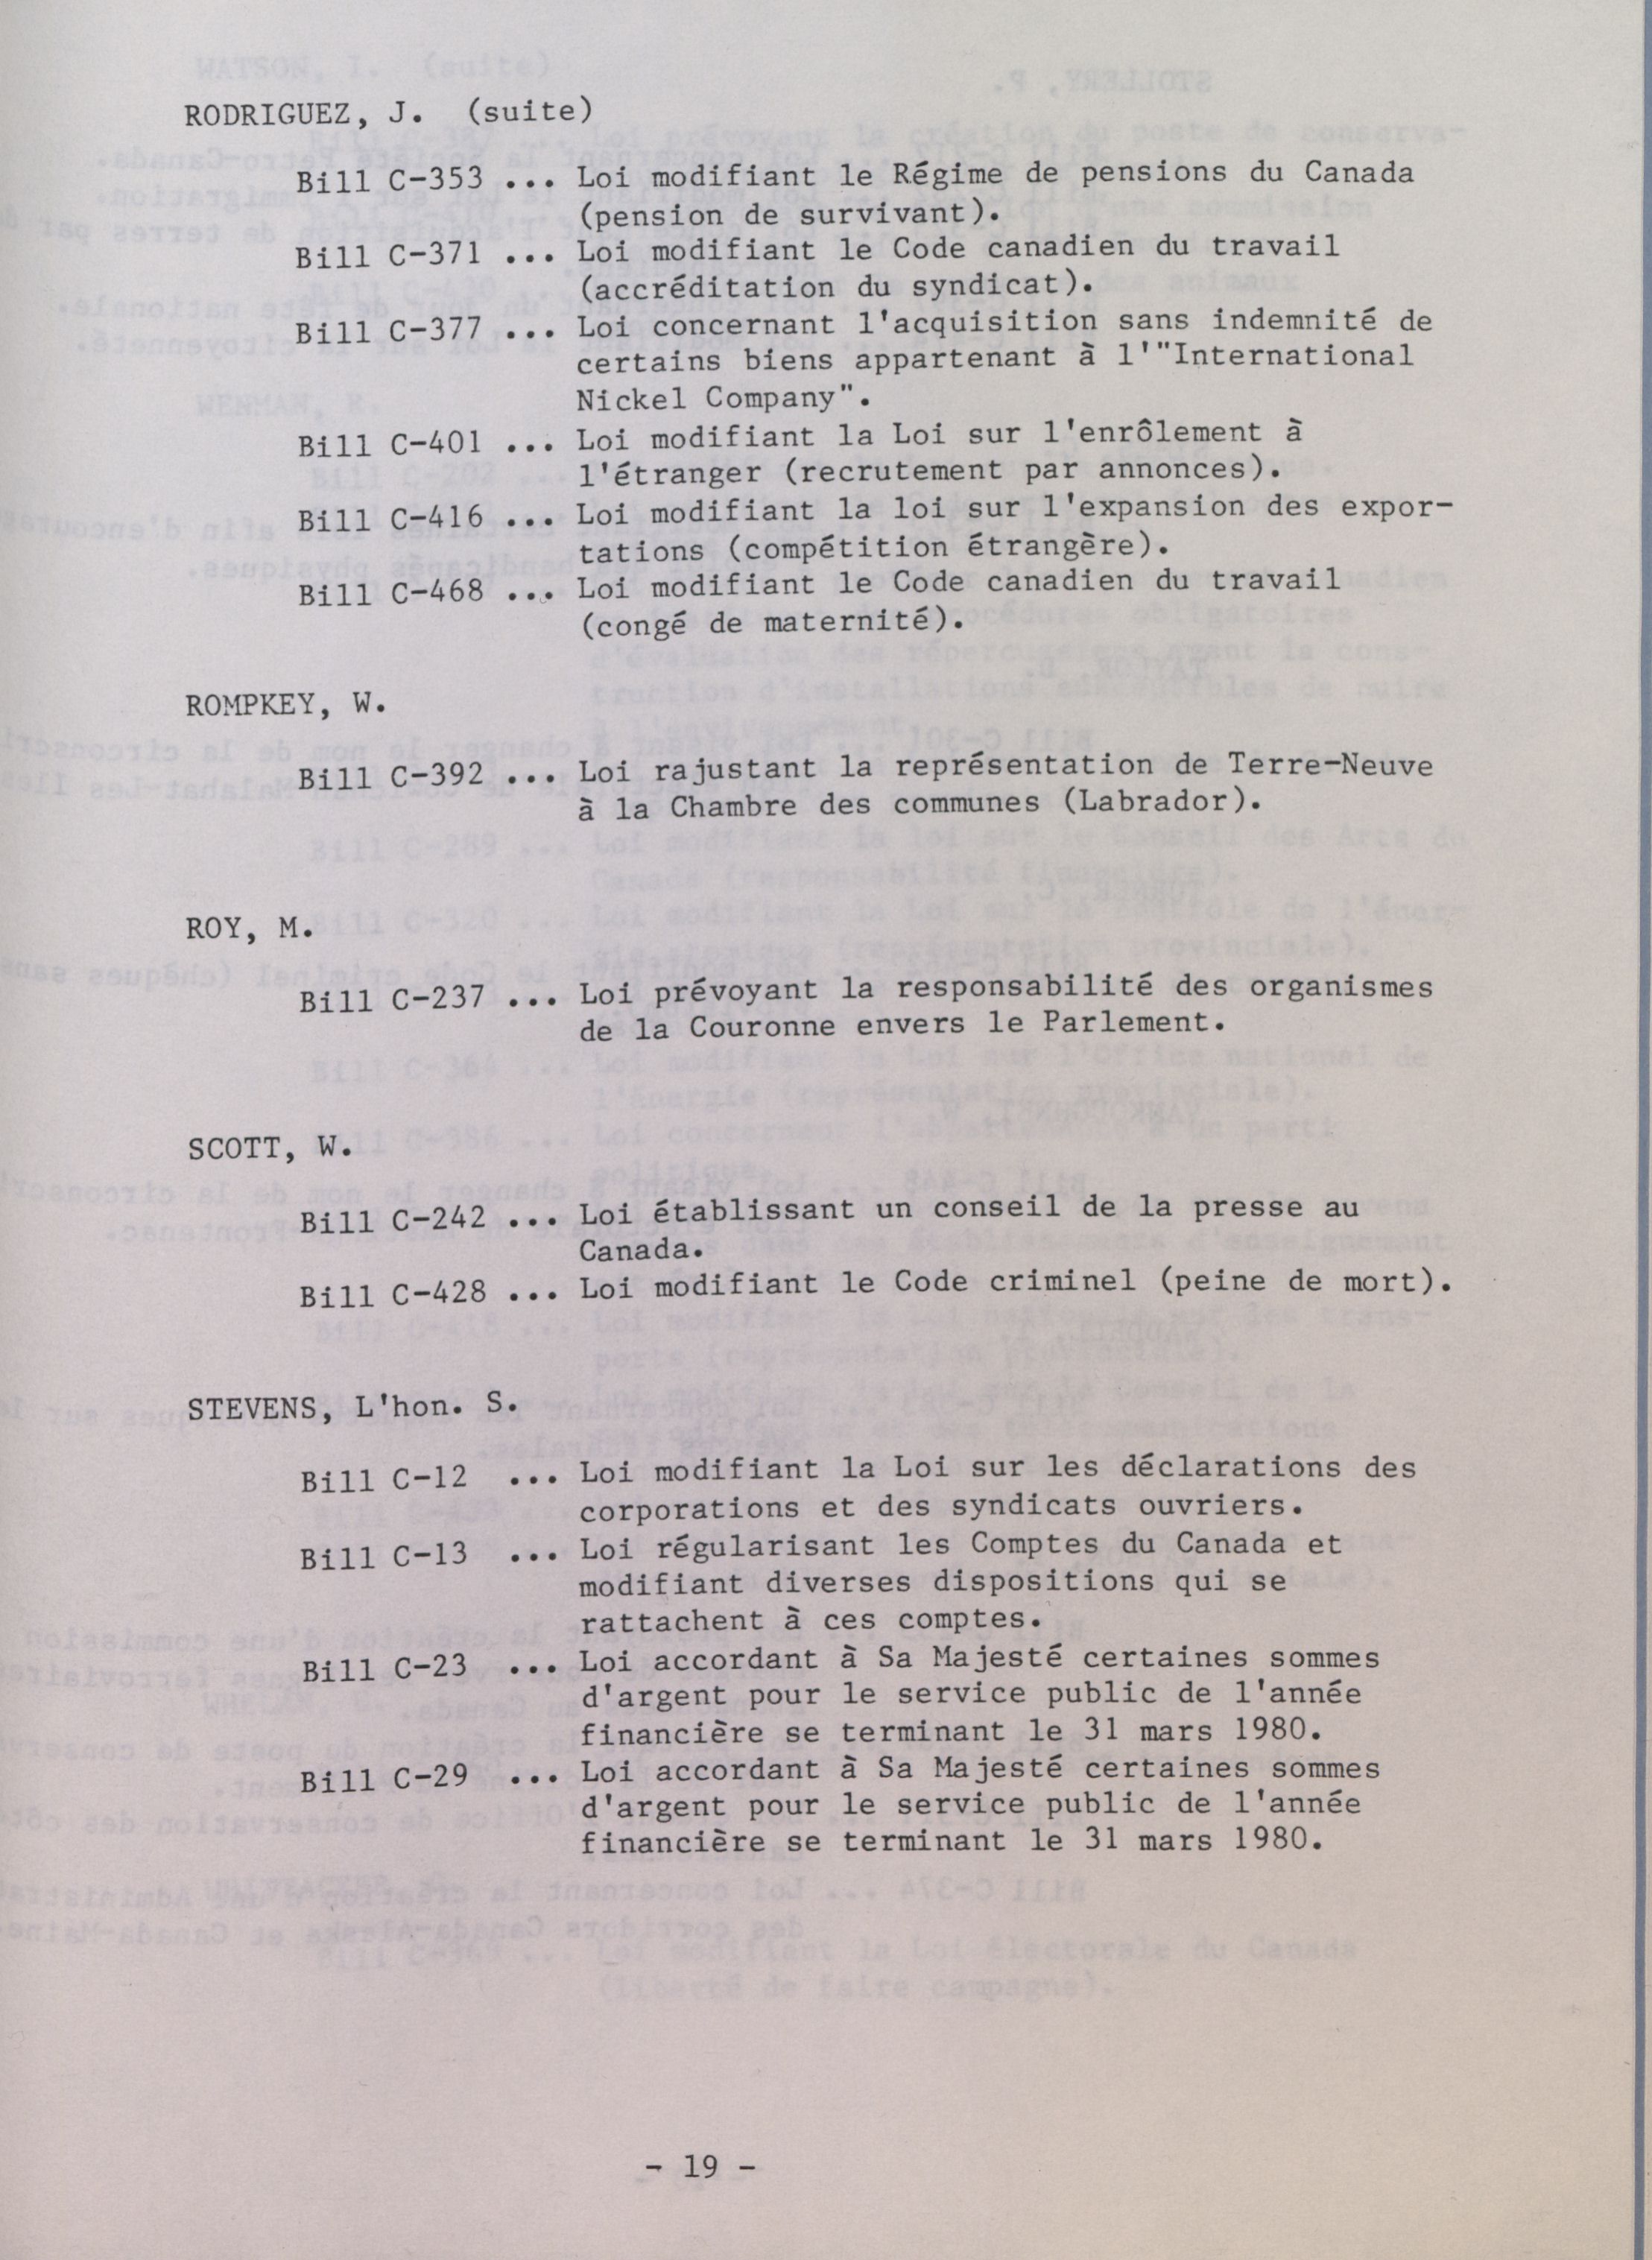 RODRIGUEZ, J. (suite)
Bill C-353 ... Loi modifiant le Régime de pensions du Canada
(pension de survivant).
Bill C-371 ... Loi modifiant le Code canadien du travail
(accréditation du syndicat).
Bill C-377 ... Loi concernant l'acquisition sans indemnité de
certains biens appartenant à l'"International
Nickel Company".
Bill C-401 ... Loi modifiant la Loi sur l'enrôlement à
l'étranger (recrutement par annonces).
Bill C-416 ... Loi modifiant la loi sur l'expansion des expor-
tations (compétition étrangère).
Bill C-468 ... Loi modifiant le Code canadien du travail
(congé de maternité).
ROMPKEY, W.
Bill C-392 ... Loi rajustant la représentation de Terre-Neuve
à la Chambre des communes (Labrador).
ROY, M.
Bill C-237 ... Loi prévoyant la responsabilité des organismes
de la Couronne envers le Parlement.
SCOTT, W.
Bill C-242 ... Loi établissant un conseil de la presse au
Canada.
Bill C-428 ... Loi modifiant le Code criminel (peine de mort).
STEVENS, L'hon. S.
Bill C-12 ... Loi modifiant la Loi sur les déclarations des
corporations et des syndicats ouvriers.
Bill C-13 ... Loi régularisant les Comptes du Canada et
modifiant diverses dispositions qui se
rattachent à ces comptes.
Bill C-23 ... Loi accordant à Sa Majesté certaines sommes
d'argent pour le service public de l'année
financière se terminant le 31 mars 1980.
Bill C-29 ... Loi accordant à Sa Majesté certaines sommes
d'argent pour le service public de l'année
financière se terminant le 31 mars 1980.
- 19 -